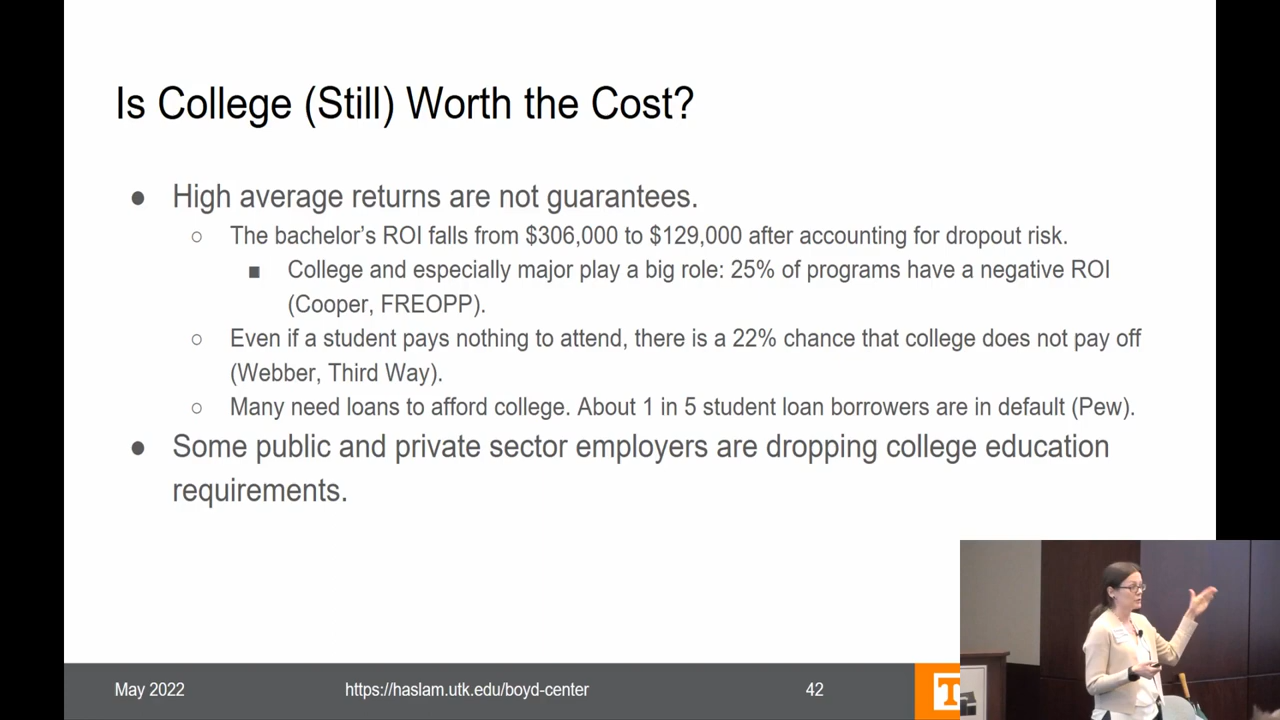 Is College (Still) Worth the Cost?
● High average returns are not guarantees.
○ The bachelor’s ROI falls from $306,000 to $129,000 after accounting for dropout risk.
■ College and especially major play a big role: 25% of programs have a negative ROI
(Cooper, FREOPP).
○ Even if a student pays nothing to attend, there is a 22% chance that college does not pay off
(Webber, Third Way).
○ Many need loans to afford college. About 1 in 5 student loan borrowers are in default (Pew).
● Some public and private sector employers are dropping college education
requirements.
May 2022 https://haslam.utk.edu/boyd-center 42 T